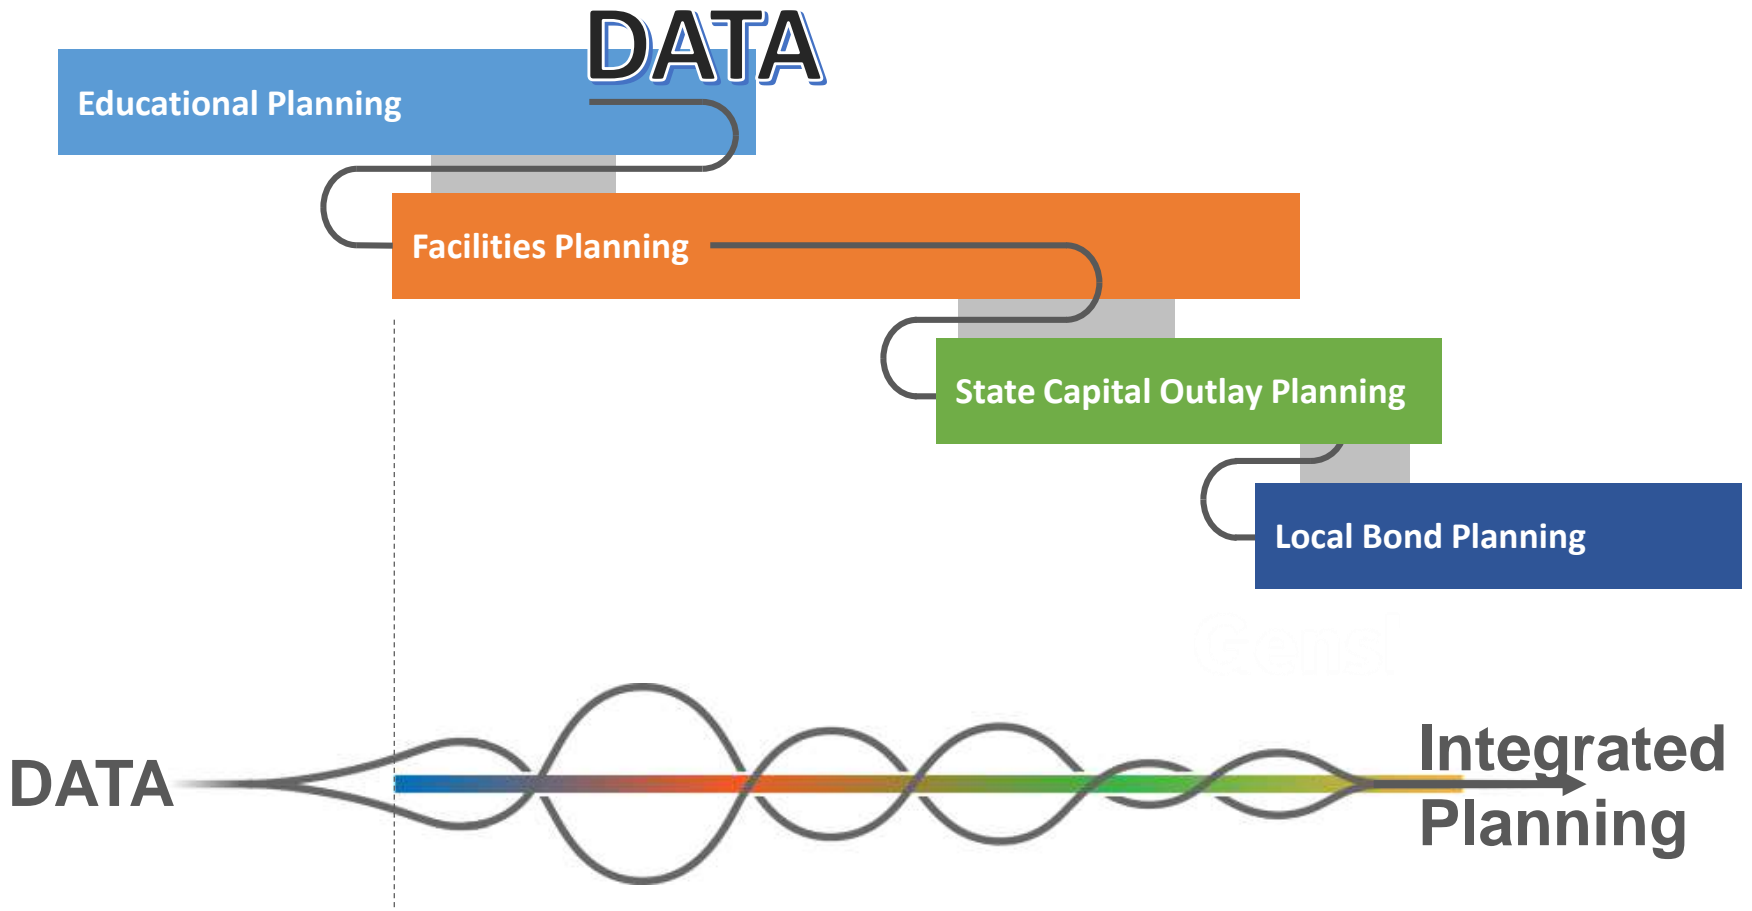 DATA
Educational Planning
Facilities Planning
State Capital Outlay Planning
Local Bond Planning
DATA
Integrated
Planning